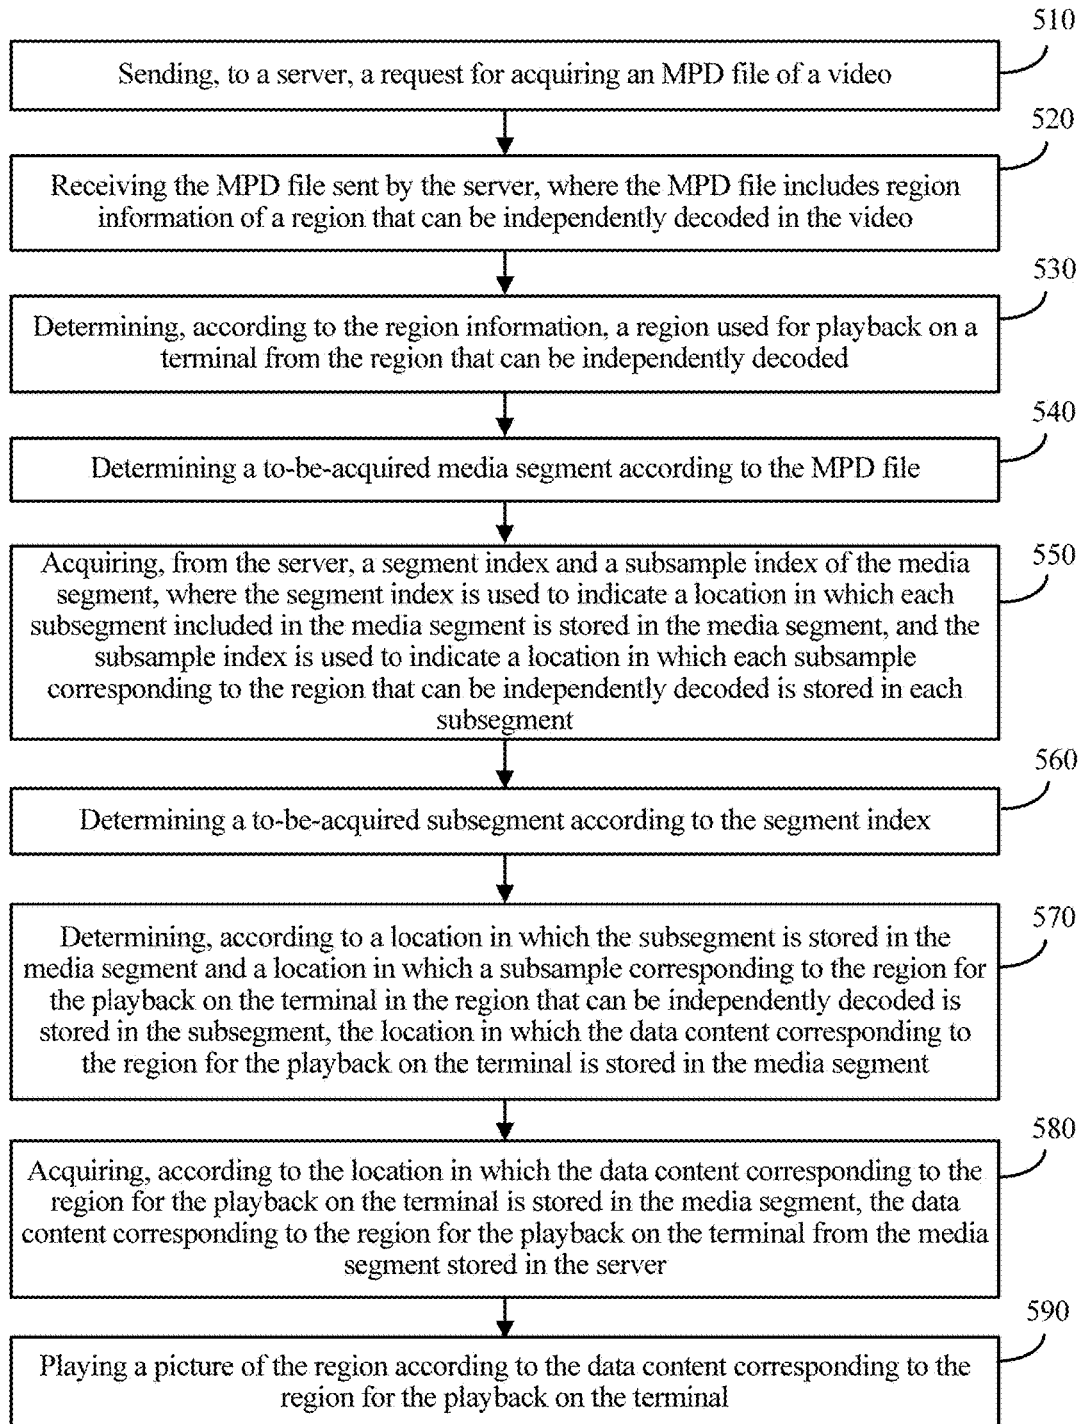 510
Sending, to a server, a request for acquiring an MPD file of a video
520
Receiving the MPD file sent by the server, where the MPD file includes region
information of a region that can be independently decoded in the video
530
Determining, according to the region information, a region used for playback on a
terminal from the region that can be independently decoded
540
Determining a to-be-acquired media segment according to the MPD file
550
Acquiring, from the server, a segment index and a subsample index of the media
segment, where the segment index is used to indicate a location in which each
subsegment included in the media segment is stored in the media segment, and the
subsample index is used to indicate a location in which each subsample
corresponding to the region that can be independently decoded is stored in each
subsegment
560
Determining a to-be-acquired subsegment according to the segment index
570
Determining, according to a location in which the subsegment is stored in the
media segment and a location in which a subsample corresponding to the region for
the playback on the terminal in the region that can be independently decoded is
stored in the subsegment, the location in which the data content corresponding to
the region for the playback on the terminal is stored in the media segment
580
Acquiring, according to the location in which the data content corresponding to the
region for the playback on the terminal is stored in the media segment, the data
content corresponding to the region for the playback on the terminal from the media
segment stored in the server
590
Playing a picture of the region according to the data content corresponding to the
region for the playback on the terminal